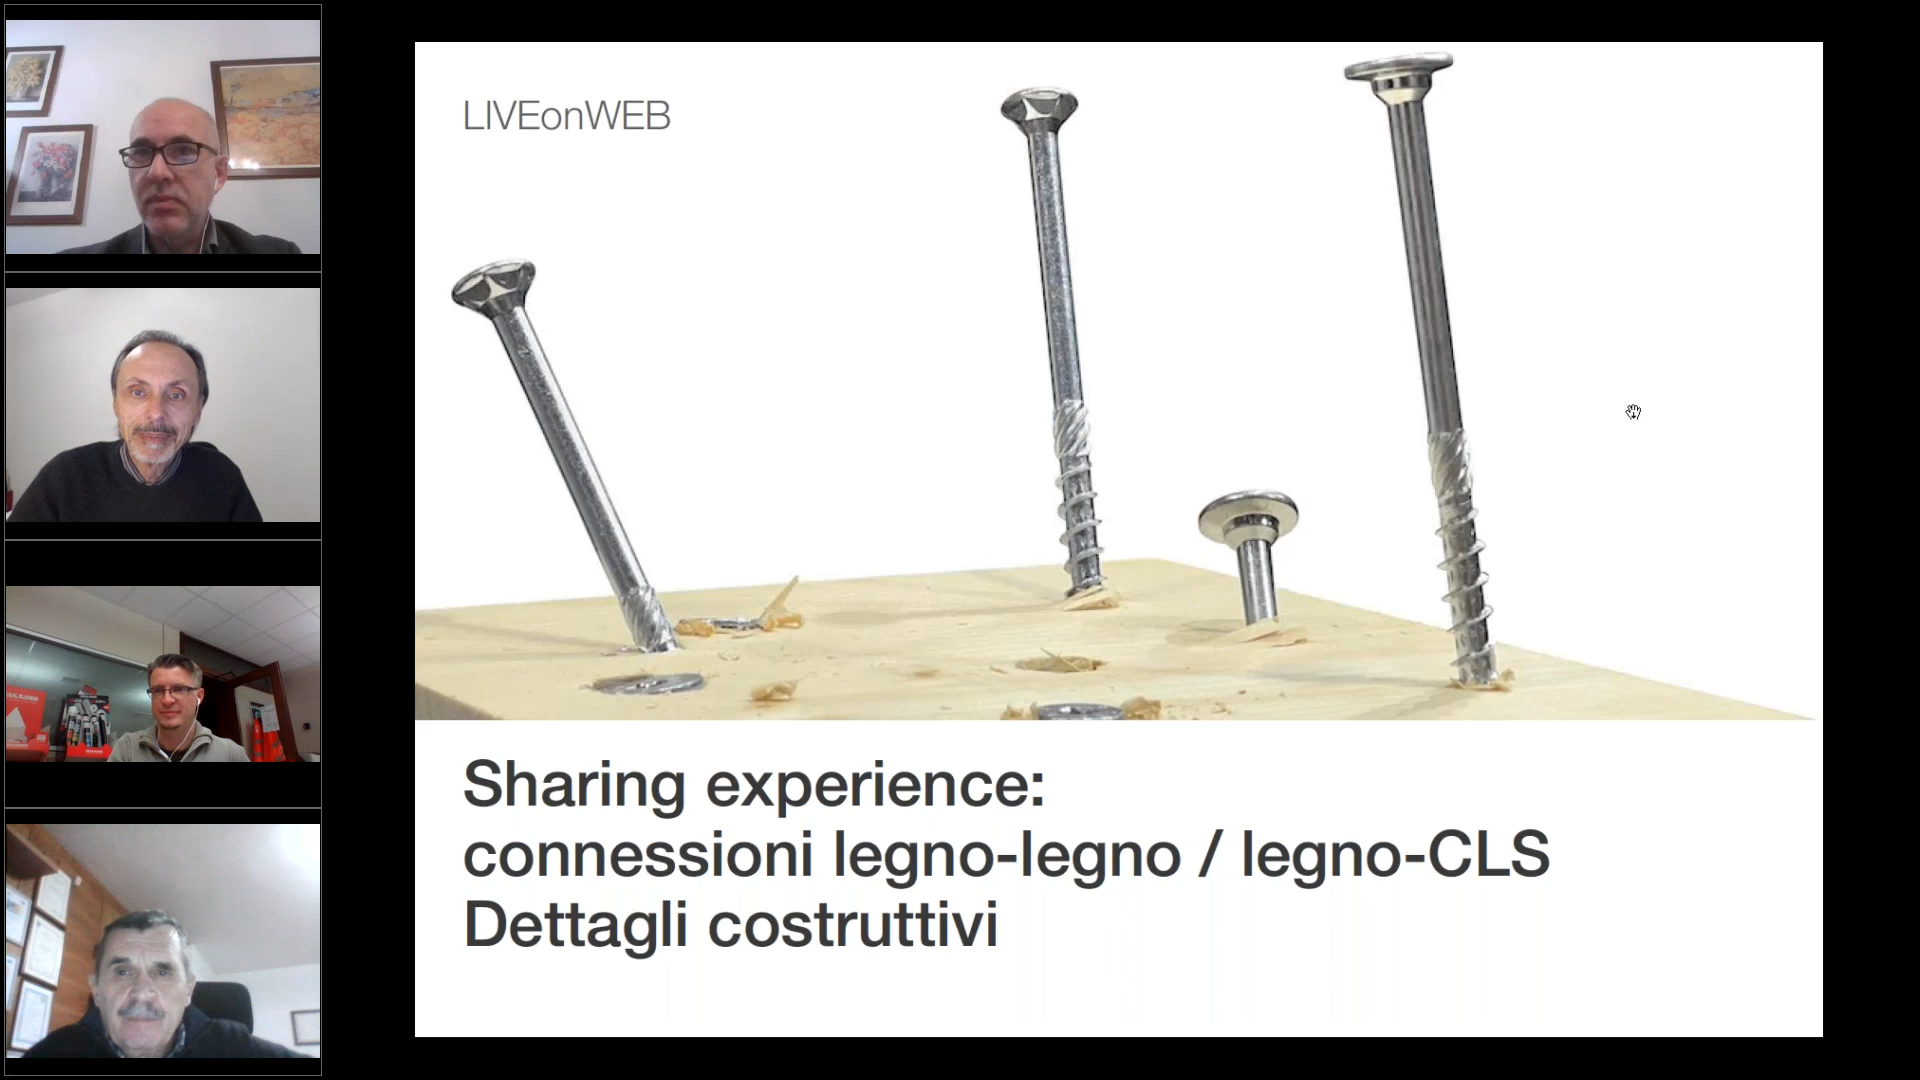 LIVEonWEB
Sharing experience:
connessioni legno-legno / legno-CLS
Dettagli costruttivi